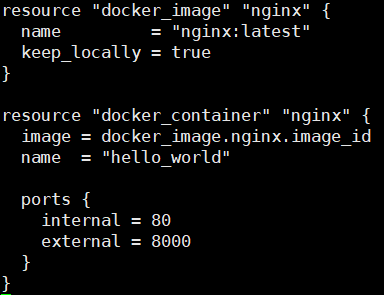 resource "docker_image" "nginx" {
  name         = "nginx:latest"
  keep_locally = true
}

resource "docker_container" "nginx" {
  image = docker_image.nginx.image_id
  name  = "hello_world"

  ports {
    internal = 80
    external = 8000
  }
}